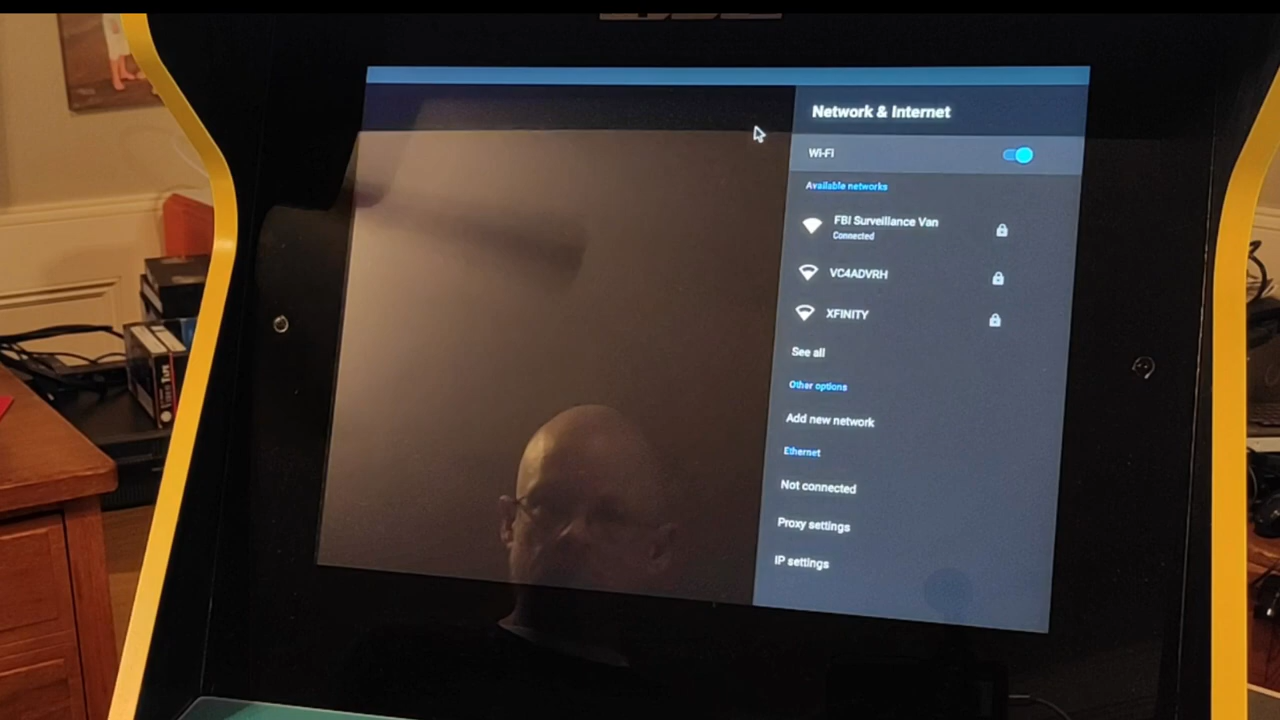 Network & Internet
Wi-Fi
Available networks
FBI Surveillance Van
Connected
VC4ADVRH
XFINITY
See all
Other options
Add new network
Ethernet
Not connected
Proxy settings
IP settings